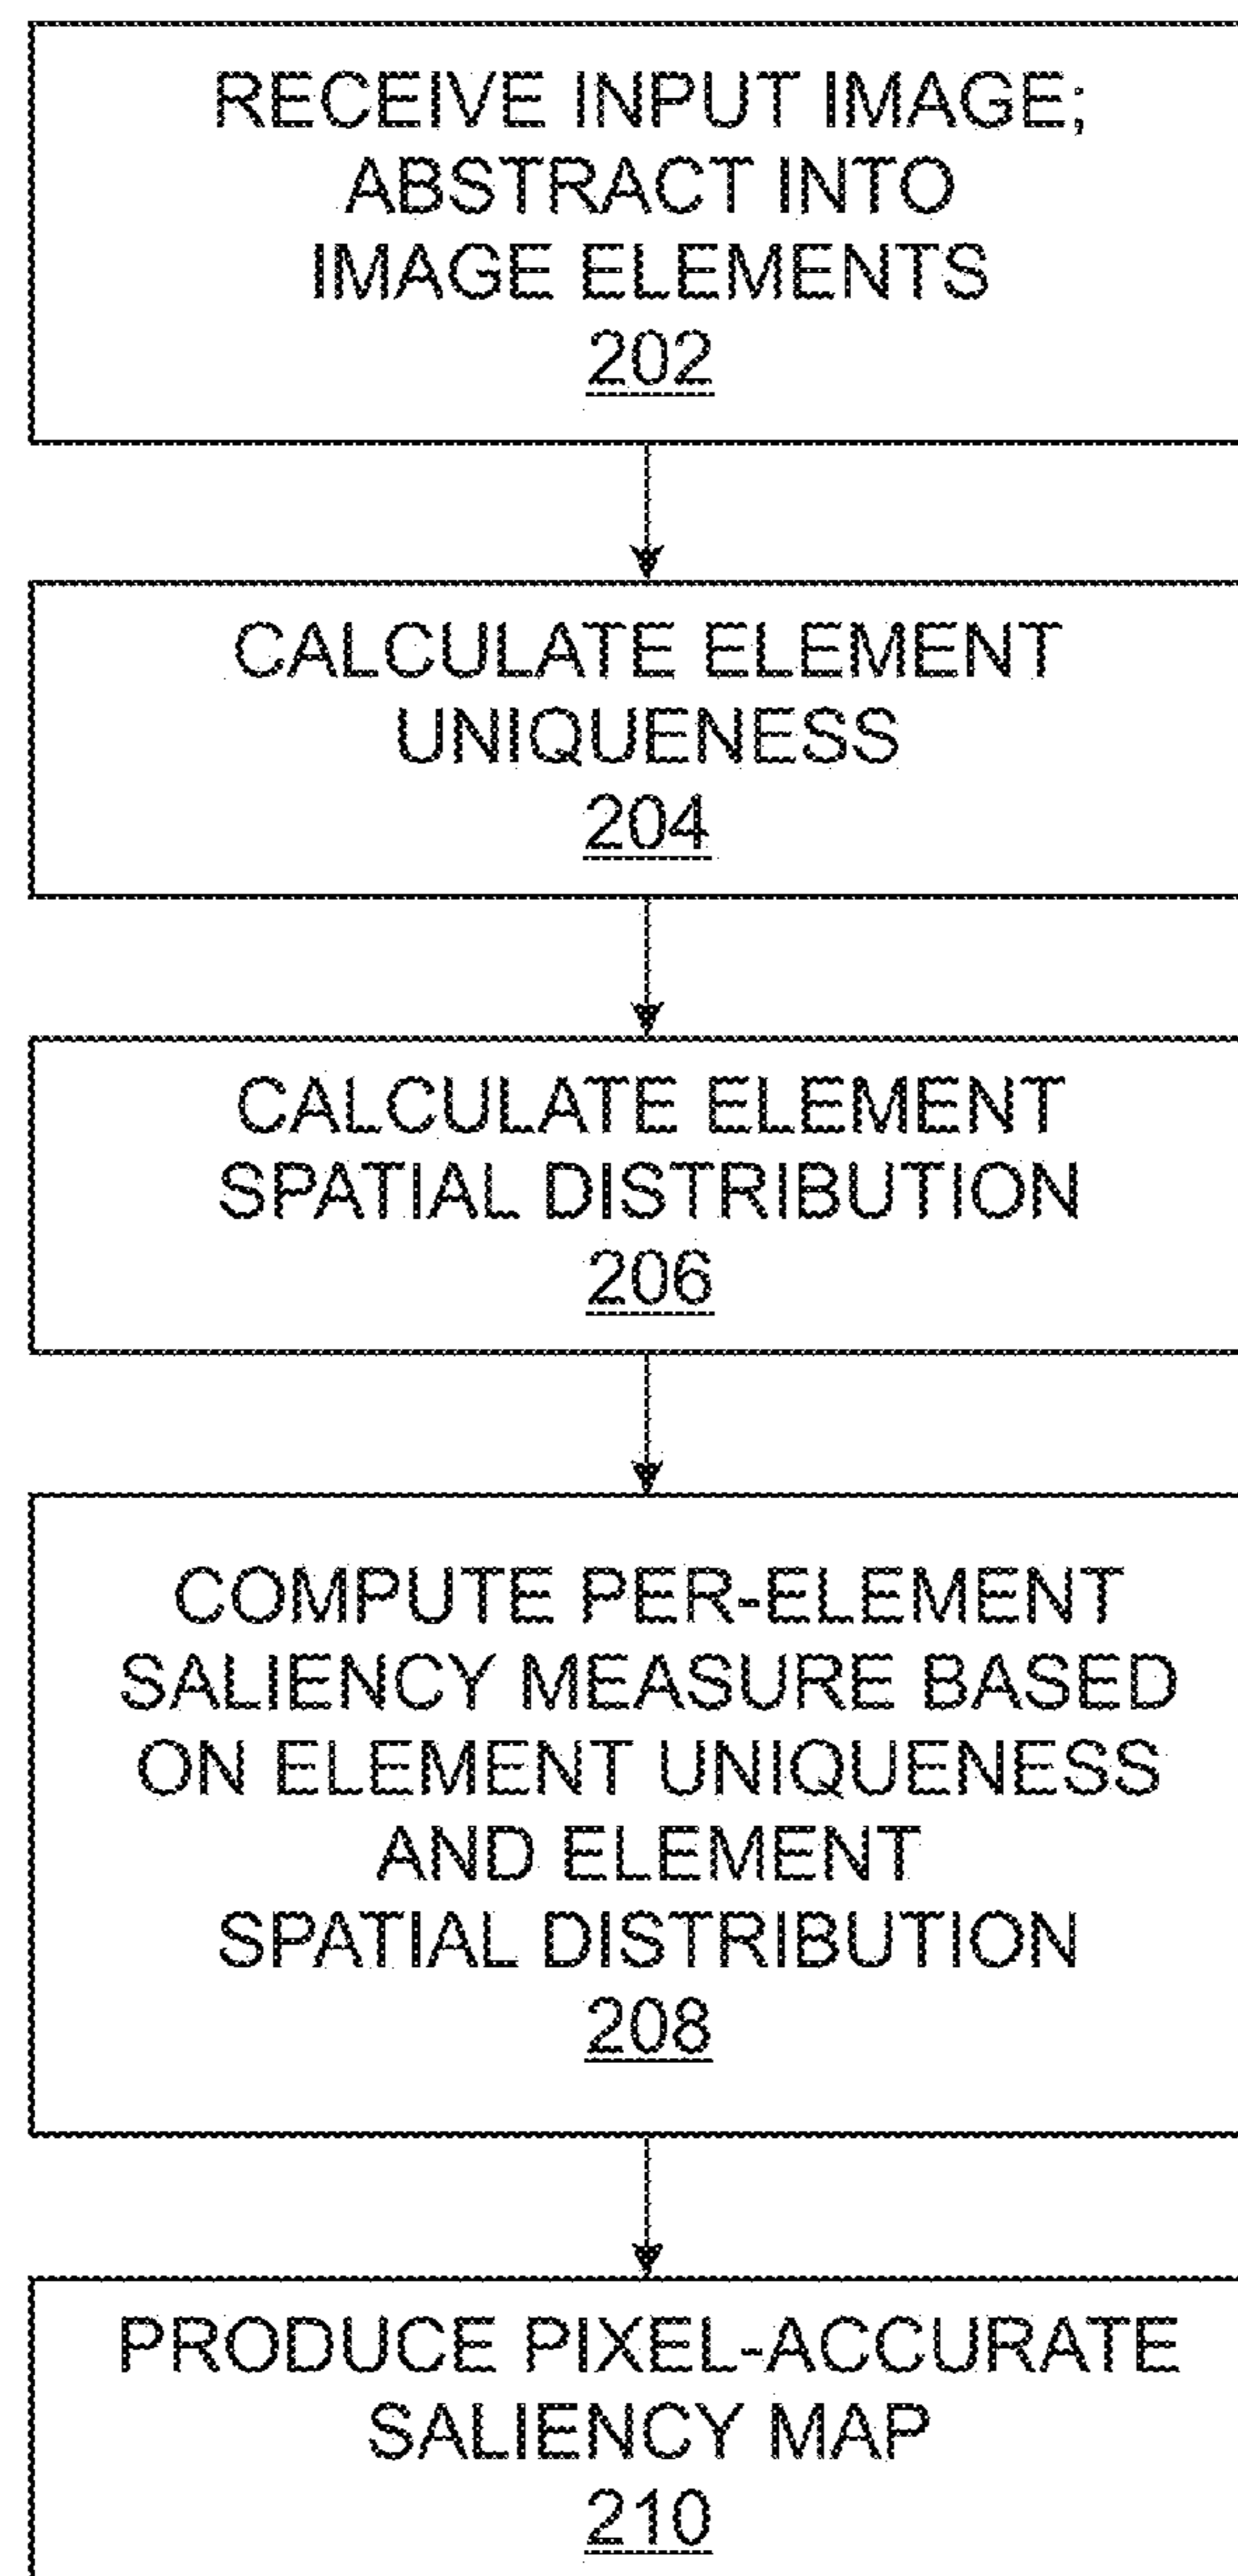 RECEIVE INPUT IMAGE;
ABSTRACT INTO
IMAGE ELEMENTS
202
CALCULATE ELEMENT
UNIQUENESS
204
CALCULATE ELEMENT
SPATIAL DISTRIBUTION
206
COMPUTE PER-ELEMENT
SALIENCY MEASURE BASED
ON ELEMENT UNIQUENESS
AND ELEMENT
SPATIAL DISTRIBUTION
208
PRODUCE PIXEL-ACCURATE
SALIENCY MAP
210